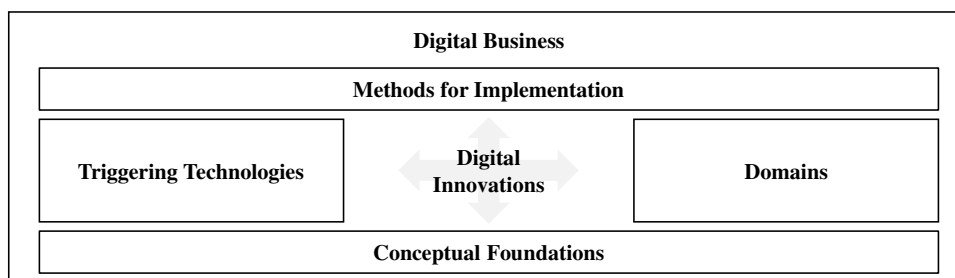 Digital Business
Methods for Implementation
Triggering Technologies
Digital
Innovations
Domains
Conceptual Foundations